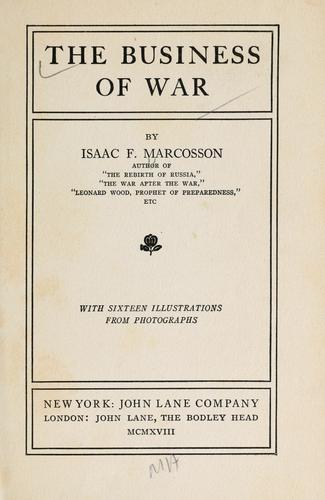 THE BUSINESS
OF WAR
BY
ISAAC F. MARCOSSON
AUTHOR OF
"THE REBIRTH OF RUSSIA,"
"THE WAR AFTER THE WAR,"
"LEONARD WOOD, PROPHET OF PREPAREDNESS,"
ETC
WITH SIXTEEN ILLUSTRATIONS
FROM PHOTOGRAPHS
NEW YORK: JOHN LANE COMPANY
LONDON: JOHN LANE, THE BODLEY HEAD
MCMXVIII